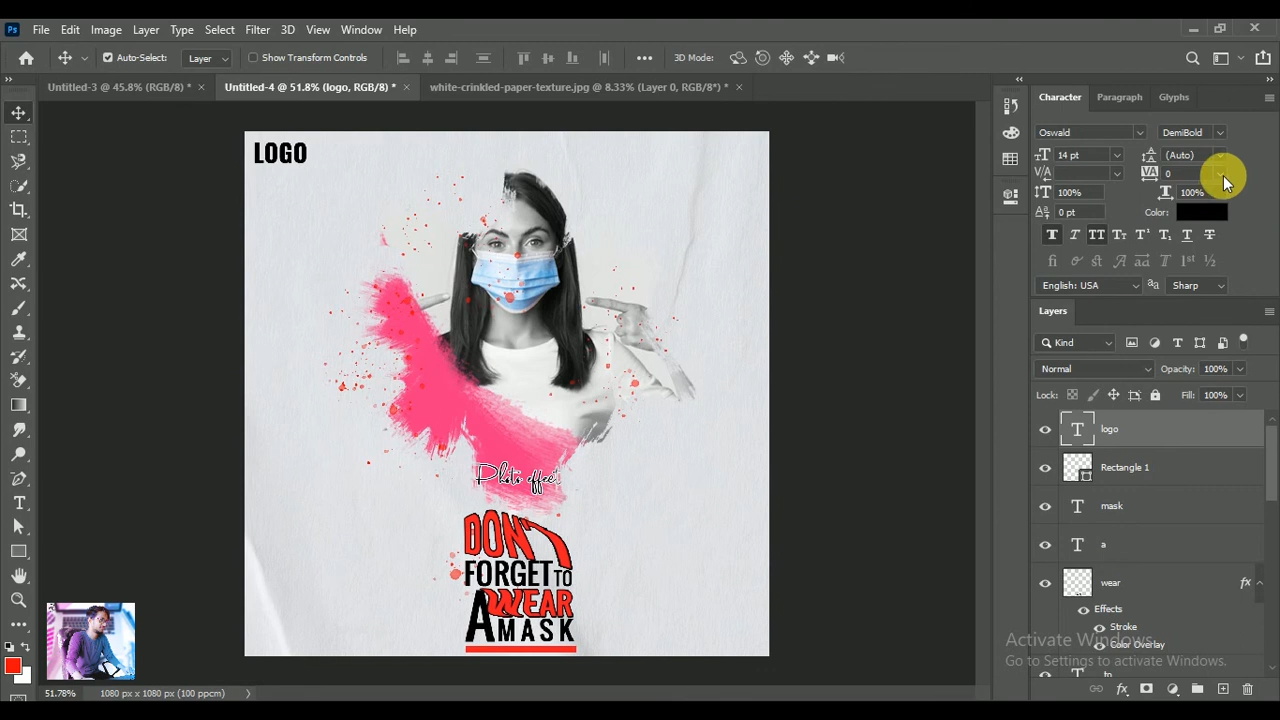 Ps File Edit Image Layer Type Select Filter 3D View Window Help
Auto-Select: Layer Show Transform Controls 3D Mode:
Untitled-3 @ 45.8% (RGB/8) * × Untitled-4 @ 51.8% (logo, RGB/8) * × white-crinkled-paper-texture.jpg @ 8.33% (Layer 0, RGB/8*) * ×
Character Paragraph Glyphs
Oswald DemiBold
14 pt (Auto)
0
100% 100%
0 pt Color:
English: USA Sharp
Layers
Kind
Normal Opacity: 100%
Lock: Fill: 100%
logo
Rectangle 1
mask
a
wear fx
Effects
Stroke
Color Overlay
LOGO
Photo effect
DON'T
FORGET TO
WEAR
A MASK
Activate Windows
Go to Settings to activate Windows.
51.78% 1080 px x 1080 px (100 ppcm)